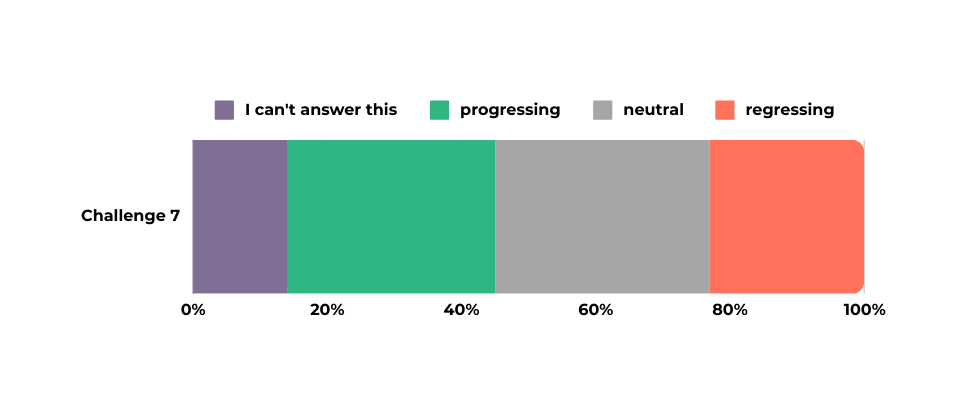 I can't answer this progressing neutral regressing
Challenge 7
0% 20% 40% 60% 80% 100%